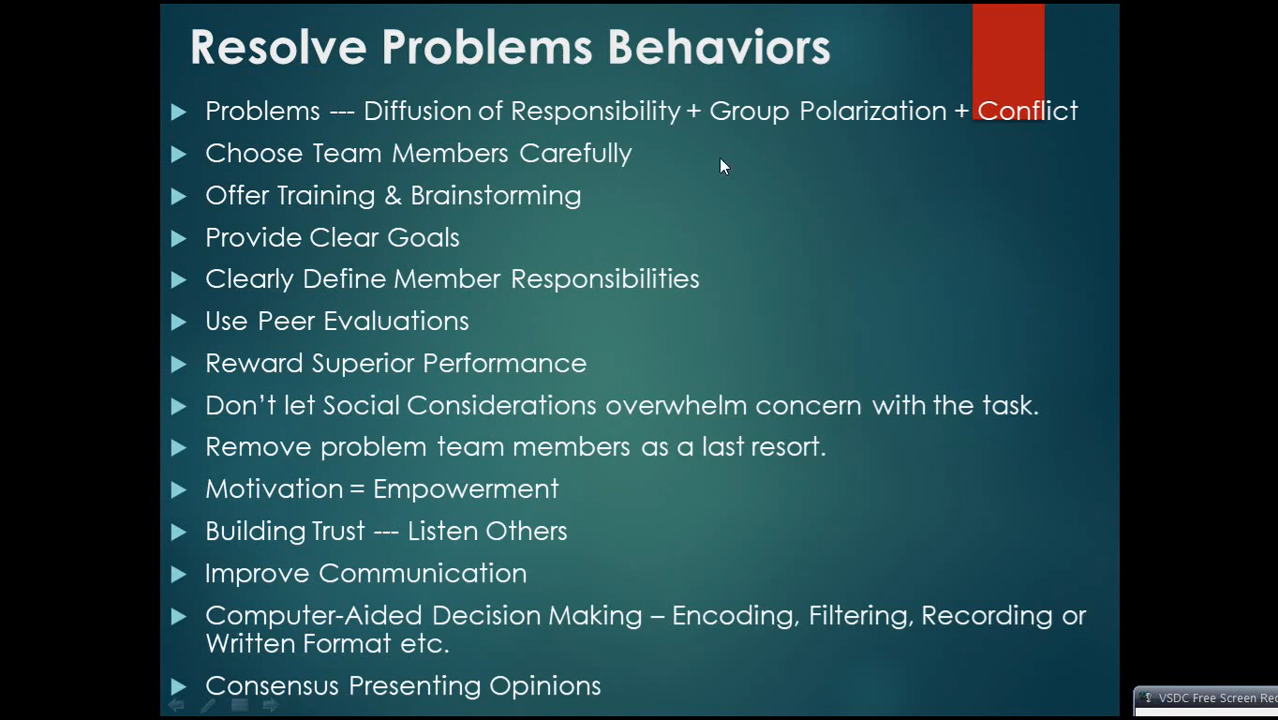 Resolve Problems Behaviors
Problems --- Diffusion of Responsibility + Group Polarization + Conflict
Choose Team Members Carefully
Offer Training & Brainstorming
Provide Clear Goals
Clearly Define Member Responsibilities
Use Peer Evaluations
Reward Superior Performance
Don’t let Social Considerations overwhelm concern with the task.
Remove problem team members as a last resort.
Motivation = Empowerment
Building Trust --- Listen Others
Improve Communication
Computer-Aided Decision Making – Encoding, Filtering, Recording or
Written Format etc.
Consensus Presenting Opinions
VSDC Free Screen Rec